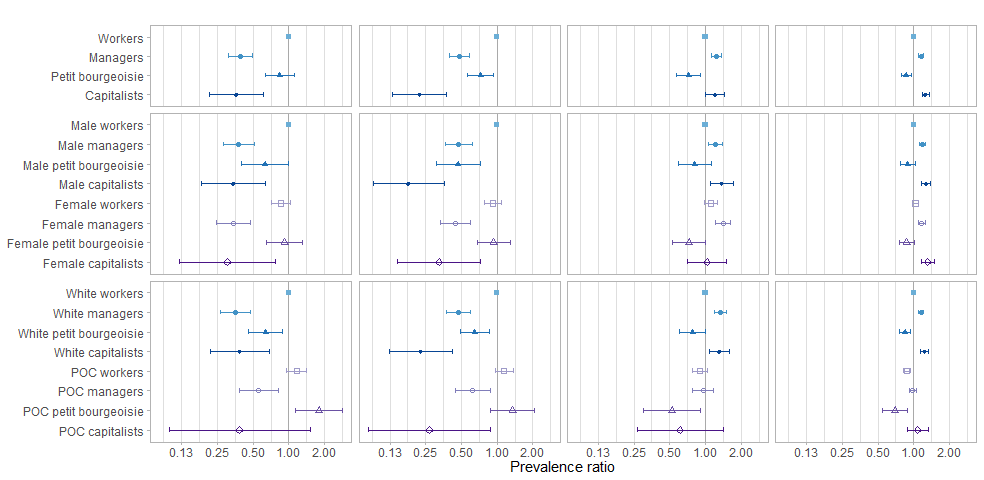 Workers
Managers
Petit bourgeoisie
Capitalists
Male workers
Male managers
Male petit bourgeoisie
Male capitalists
Female workers
Female managers
Female petit bourgeoisie
Female capitalists
White workers
White managers
White petit bourgeoisie
White capitalists
POC workers
POC managers
POC petit bourgeoisie
POC capitalists
0.13 0.25 0.50 1.00 2.00 0.13 0.25 0.50 1.00 2.00 0.13 0.25 0.50 1.00 2.00 0.13 0.25 0.50 1.00 2.00
Prevalence ratio